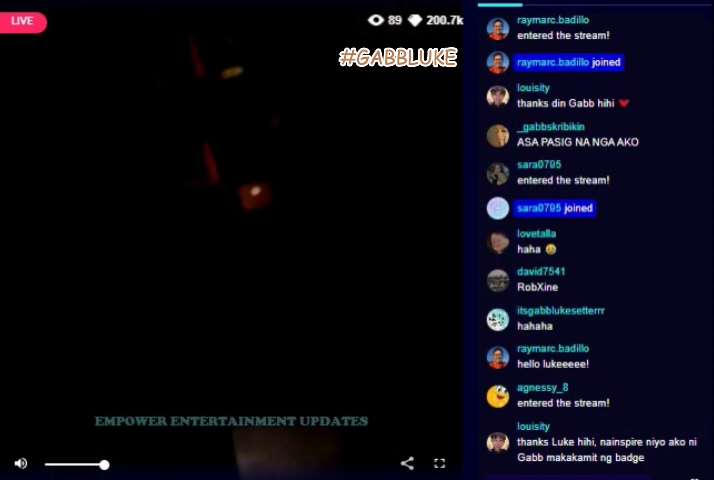 LIVE
89 200.7k
#GABBLUKE
EMPOWER ENTERTAINMENT UPDATES
raymarc.badillo
entered the stream!
raymarc.badillo joined
louisity
thanks din Gabb hihi
_gabbskribikin
ASA PASIG NA NGA AKO
sara0795
entered the stream!
sara0795 joined
lovetalla
haha 😭
david7541
RobXine
itsgabblukesetterrr
hahaha
raymarc.badillo
hello lukeeeee!
agnessy_8
entered the stream!
louisity
thanks Luke hihi, nainspire niyo ako ni
Gabb makakamit ng badge